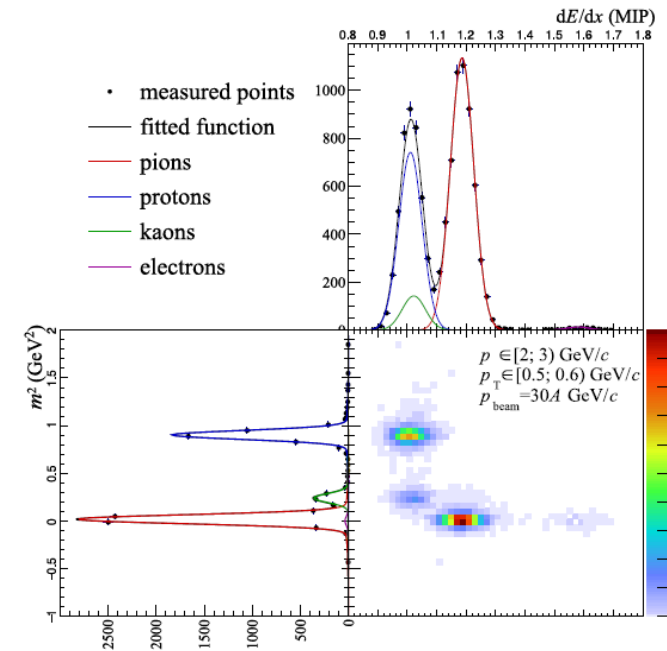 dE/dx (MIP)
0.8 0.9 1 1.1 1.2 1.3 1.4 1.5 1.6 1.7 1.8
measured points
fitted function
pions
protons
kaons
electrons
1000
800
600
400
200
m² (GeV²)
2
1.5
1
0.5
0
-0.5
-1
p ∈[2; 3) GeV/c
p_T∈[0.5; 0.6) GeV/c
p_beam=30A GeV/c
2500 2000 1500 1000 500 0